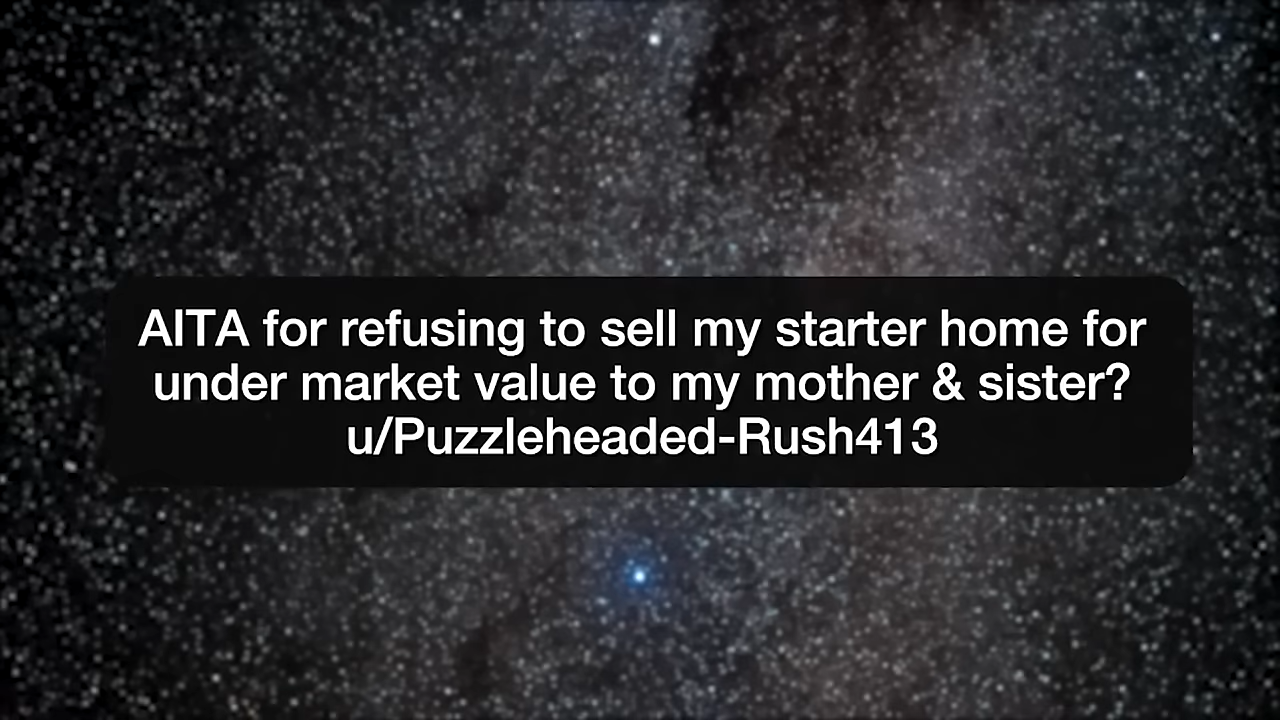 AITA for refusing to sell my starter home for
under market value to my mother & sister?
u/Puzzleheaded-Rush413